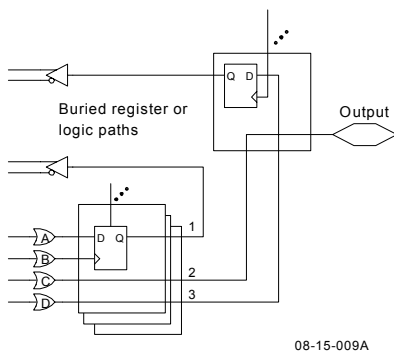 Q D
Buried register or
logic paths
Output
1
A
D Q
B
C
2
D
3
08-15-009A